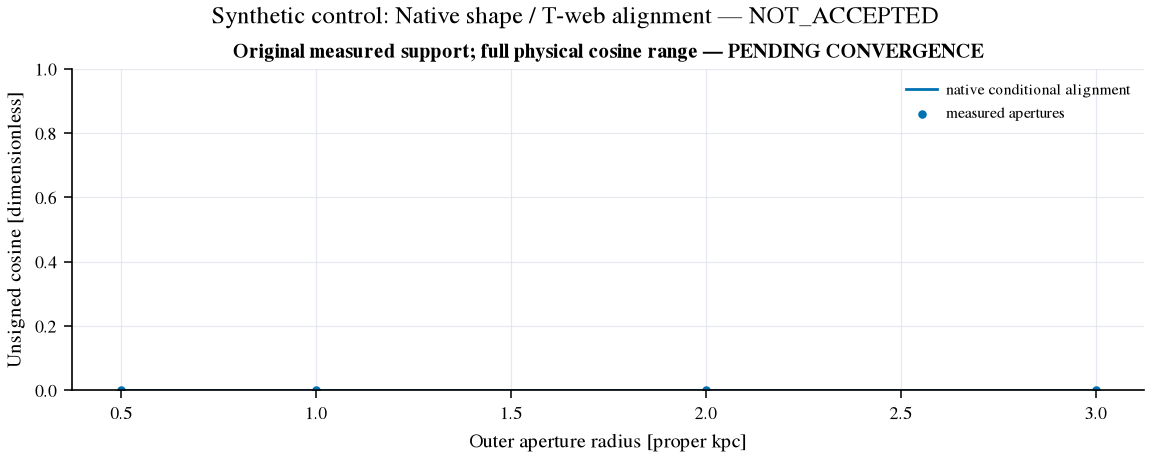 Synthetic control: Native shape / T-web alignment — NOT_ACCEPTED
Original measured support; full physical cosine range — PENDING CONVERGENCE
native conditional alignment
measured apertures
Unsigned cosine [dimensionless]
1.0
0.8
0.6
0.4
0.2
0.0
0.5 1.0 1.5 2.0 2.5 3.0
Outer aperture radius [proper kpc]